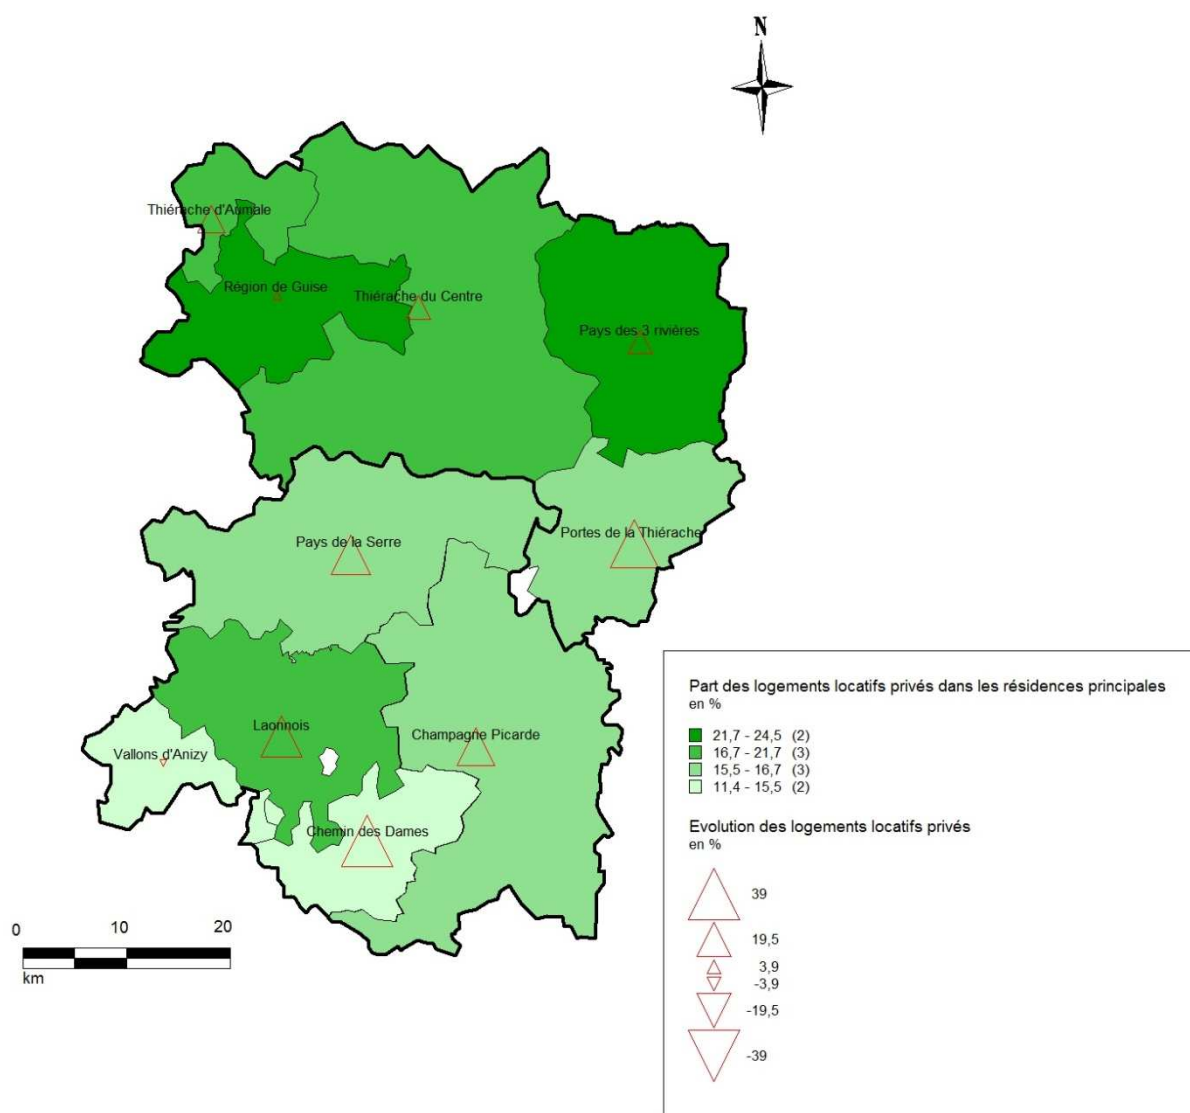 N
Thiérache d'Aumale
Région de Guise
Thiérache du Centre
Pays des 3 rivières
Pays de la Serre
Portes de la Thiérache
Laonnois
Champagne Picarde
Vallons d'Anizy
Chemin des Dames
0 10 20
km
Part des logements locatifs privés dans les résidences principales
en %
21,7 - 24,5 (2)
16,7 - 21,7 (3)
15,5 - 16,7 (3)
11,4 - 15,5 (2)
Evolution des logements locatifs privés
en %
39
19,5
3,9
-3,9
-19,5
-39